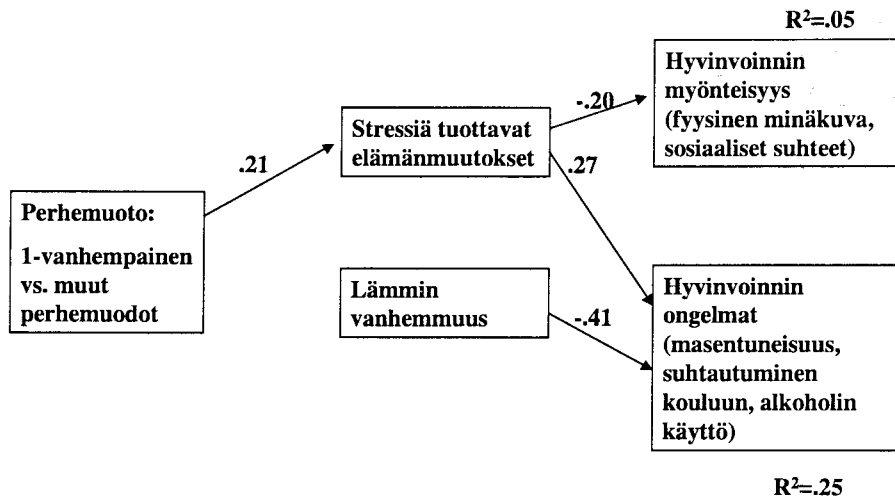 R²=.05
Hyvinvoinnin
myönteisyys
(fyysinen minäkuva,
sosiaaliset suhteet)
-.20
Stressiä tuottavat
elämänmuutokset
.27
.21
Perhemuoto:
1-vanhempainen
vs. muut
perhemuodot
Lämmin
vanhemmuus
-.41
Hyvinvoinnin
ongelmat
(masentuneisuus,
suhtautuminen
kouluun, alkoholin
käyttö)
R²=.25